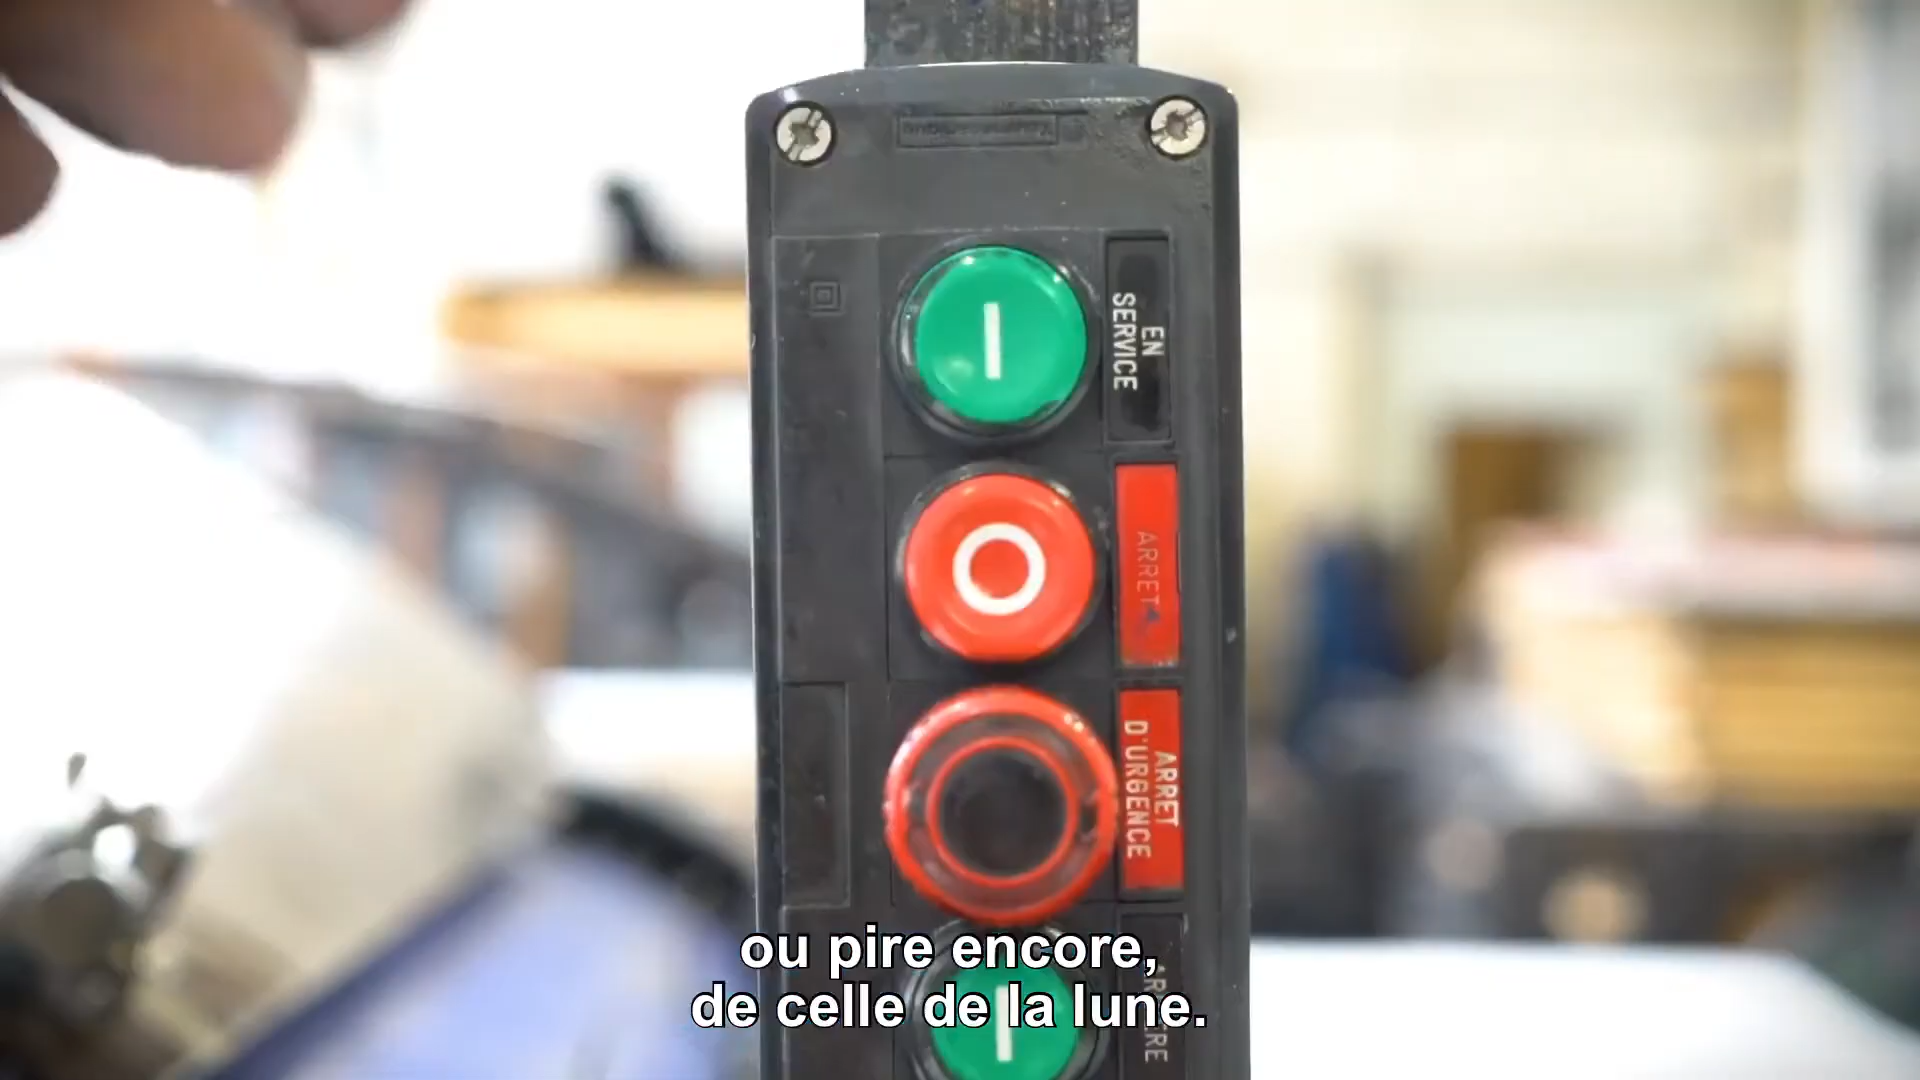 EN
SERVICE
ARRET
ARRET
D'URGENCE
ou pire encore,
de celle de la lune.